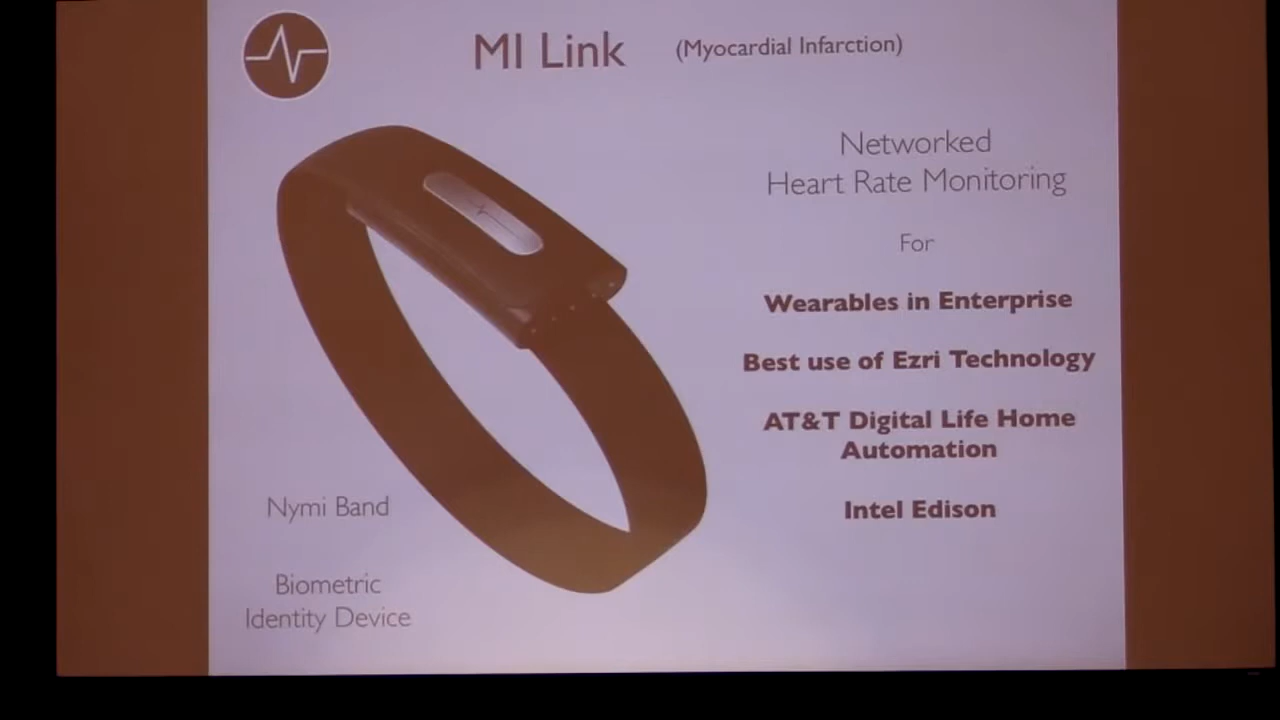 MI Link (Myocardial Infarction)
Networked
Heart Rate Monitoring
For
Wearables in Enterprise
Best use of Ezri Technology
AT&T Digital Life Home
Automation
Intel Edison
Nymi Band
Biometric
Identity Device